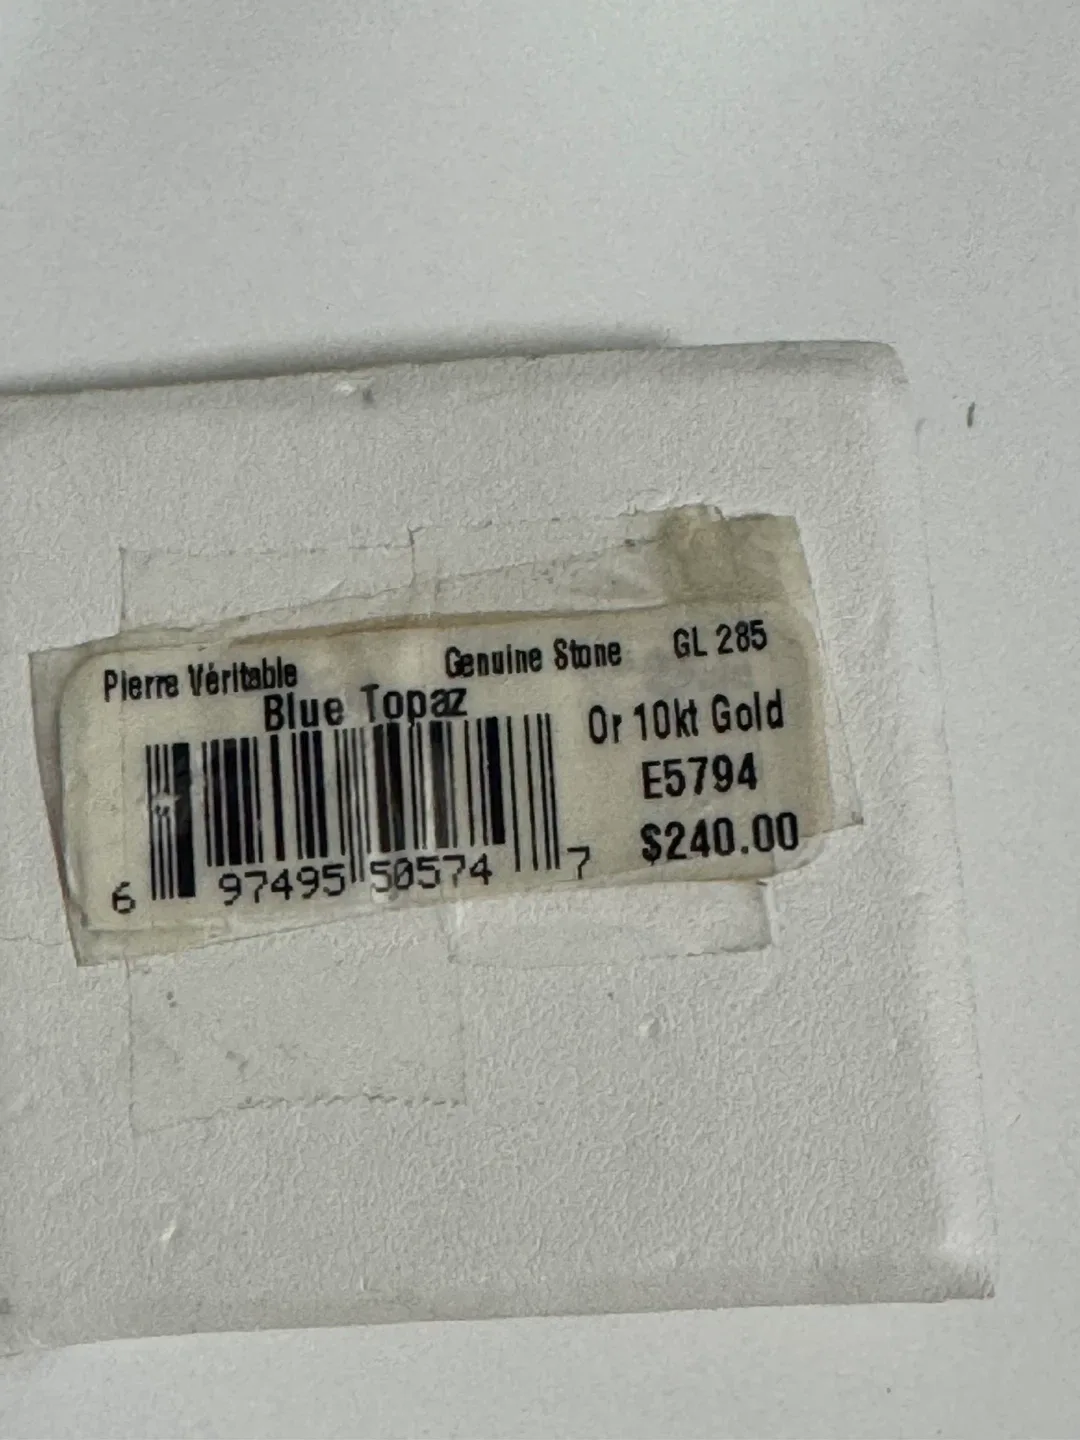 Pierre Véritable Genuine Stone GL 285
Blue Topaz
Or 10kt Gold
E5794
$240.00
6 97495 50574 7